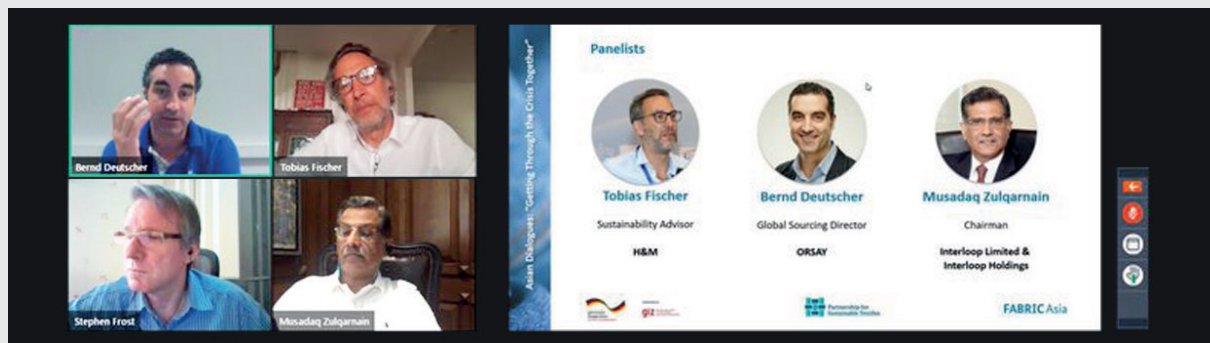 Bernd Deutscher
Tobias Fischer
Stephen Frost
Musadaq Zulqarnain
Asian Dialogues: "Getting Through the Crisis Together"
Panelists
Tobias Fischer
Sustainability Advisor
H&M
Bernd Deutscher
Global Sourcing Director
ORSAY
Musadaq Zulqarnain
Chairman
Interloop Limited &
Interloop Holdings
giz
Partnership for
Sustainable Textiles
FABRIC Asia